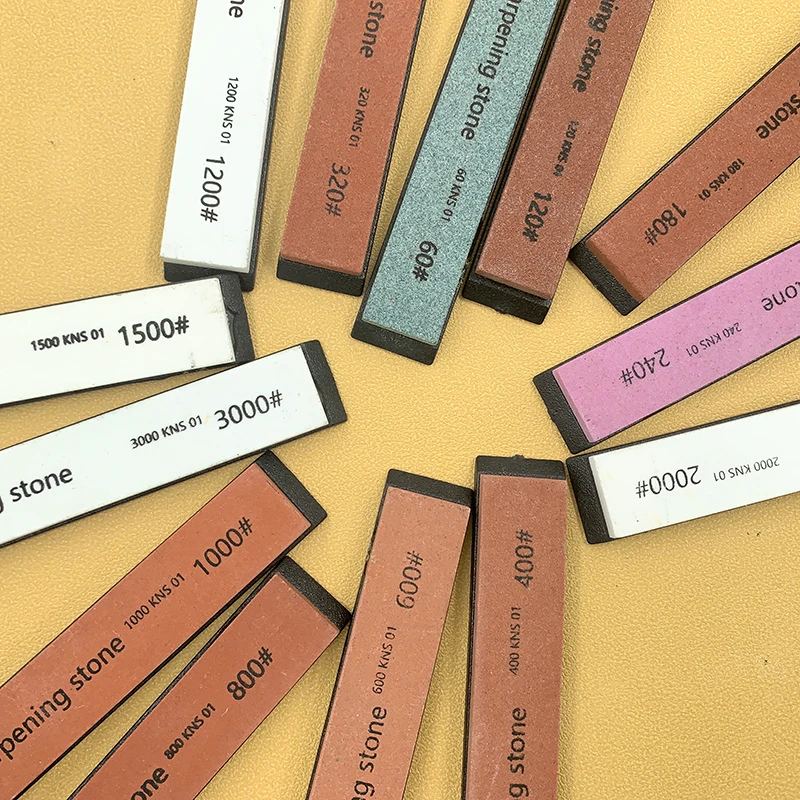 ne
1200 KNS 01
1200#
stone
320 KNS 01
320#
rpening stone
60 KNS 01
60#
ning stone
120 KNS 01
120#
stone
180 KNS 01
180#
tone
240 KNS 01
240#
2000 KNS 01
2000#
1500 KNS 01
1500#
g stone
3000 KNS 01
3000#
rpening stone
1000 KNS 01
1000#
one
800 KNS 01
800#
g stone
600 KNS 01
600#
g stone
400 KNS 01
400#